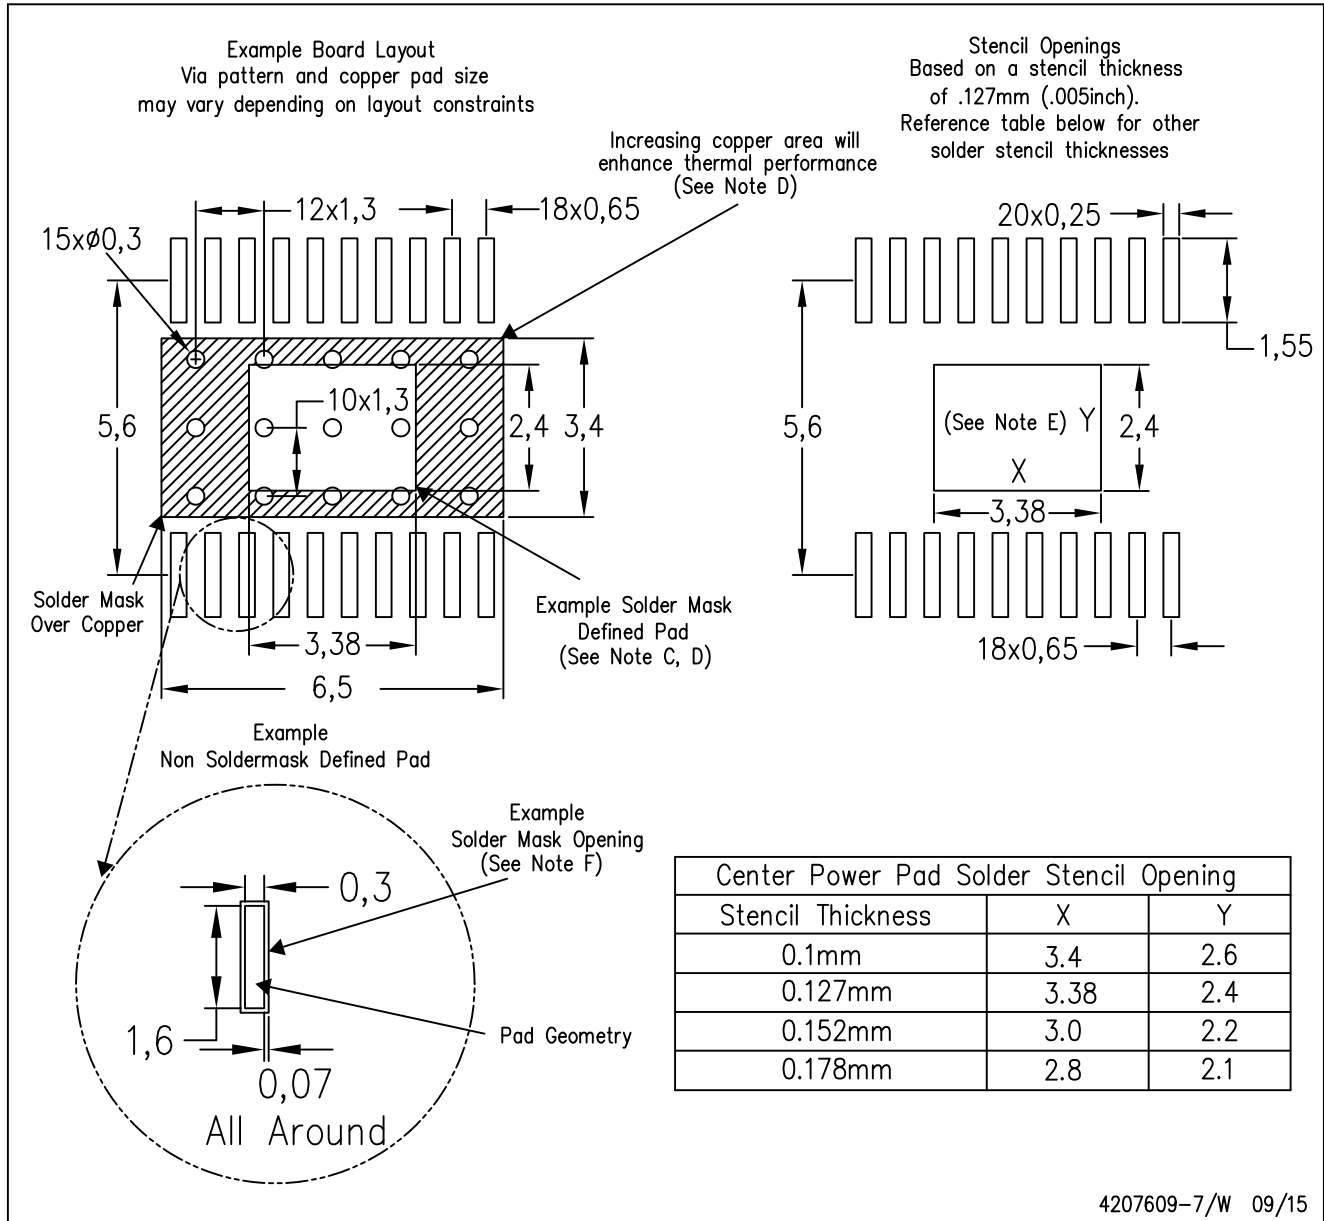 Example Board Layout
Via pattern and copper pad size
may vary depending on layout constraints
Stencil Openings
Based on a stencil thickness
of .127mm (.005inch).
Reference table below for other
solder stencil thicknesses
Increasing copper area will
enhance thermal performance
(See Note D)
12x1,3
18x0,65
15xø0,3
5,6
10x1,3
2,4
3,4
Solder Mask
Over Copper
3,38
6,5
Example Solder Mask
Defined Pad
(See Note C, D)
20x0,25
1,55
5,6
(See Note E)
Y
X
2,4
3,38
18x0,65
Example
Non Soldermask Defined Pad
Example
Solder Mask Opening
(See Note F)
0,3
1,6
Pad Geometry
0,07
All Around
Center Power Pad Solder Stencil Opening
Stencil Thickness X Y
0.1mm 3.4 2.6
0.127mm 3.38 2.4
0.152mm 3.0 2.2
0.178mm 2.8 2.1
4207609-7/W 09/15